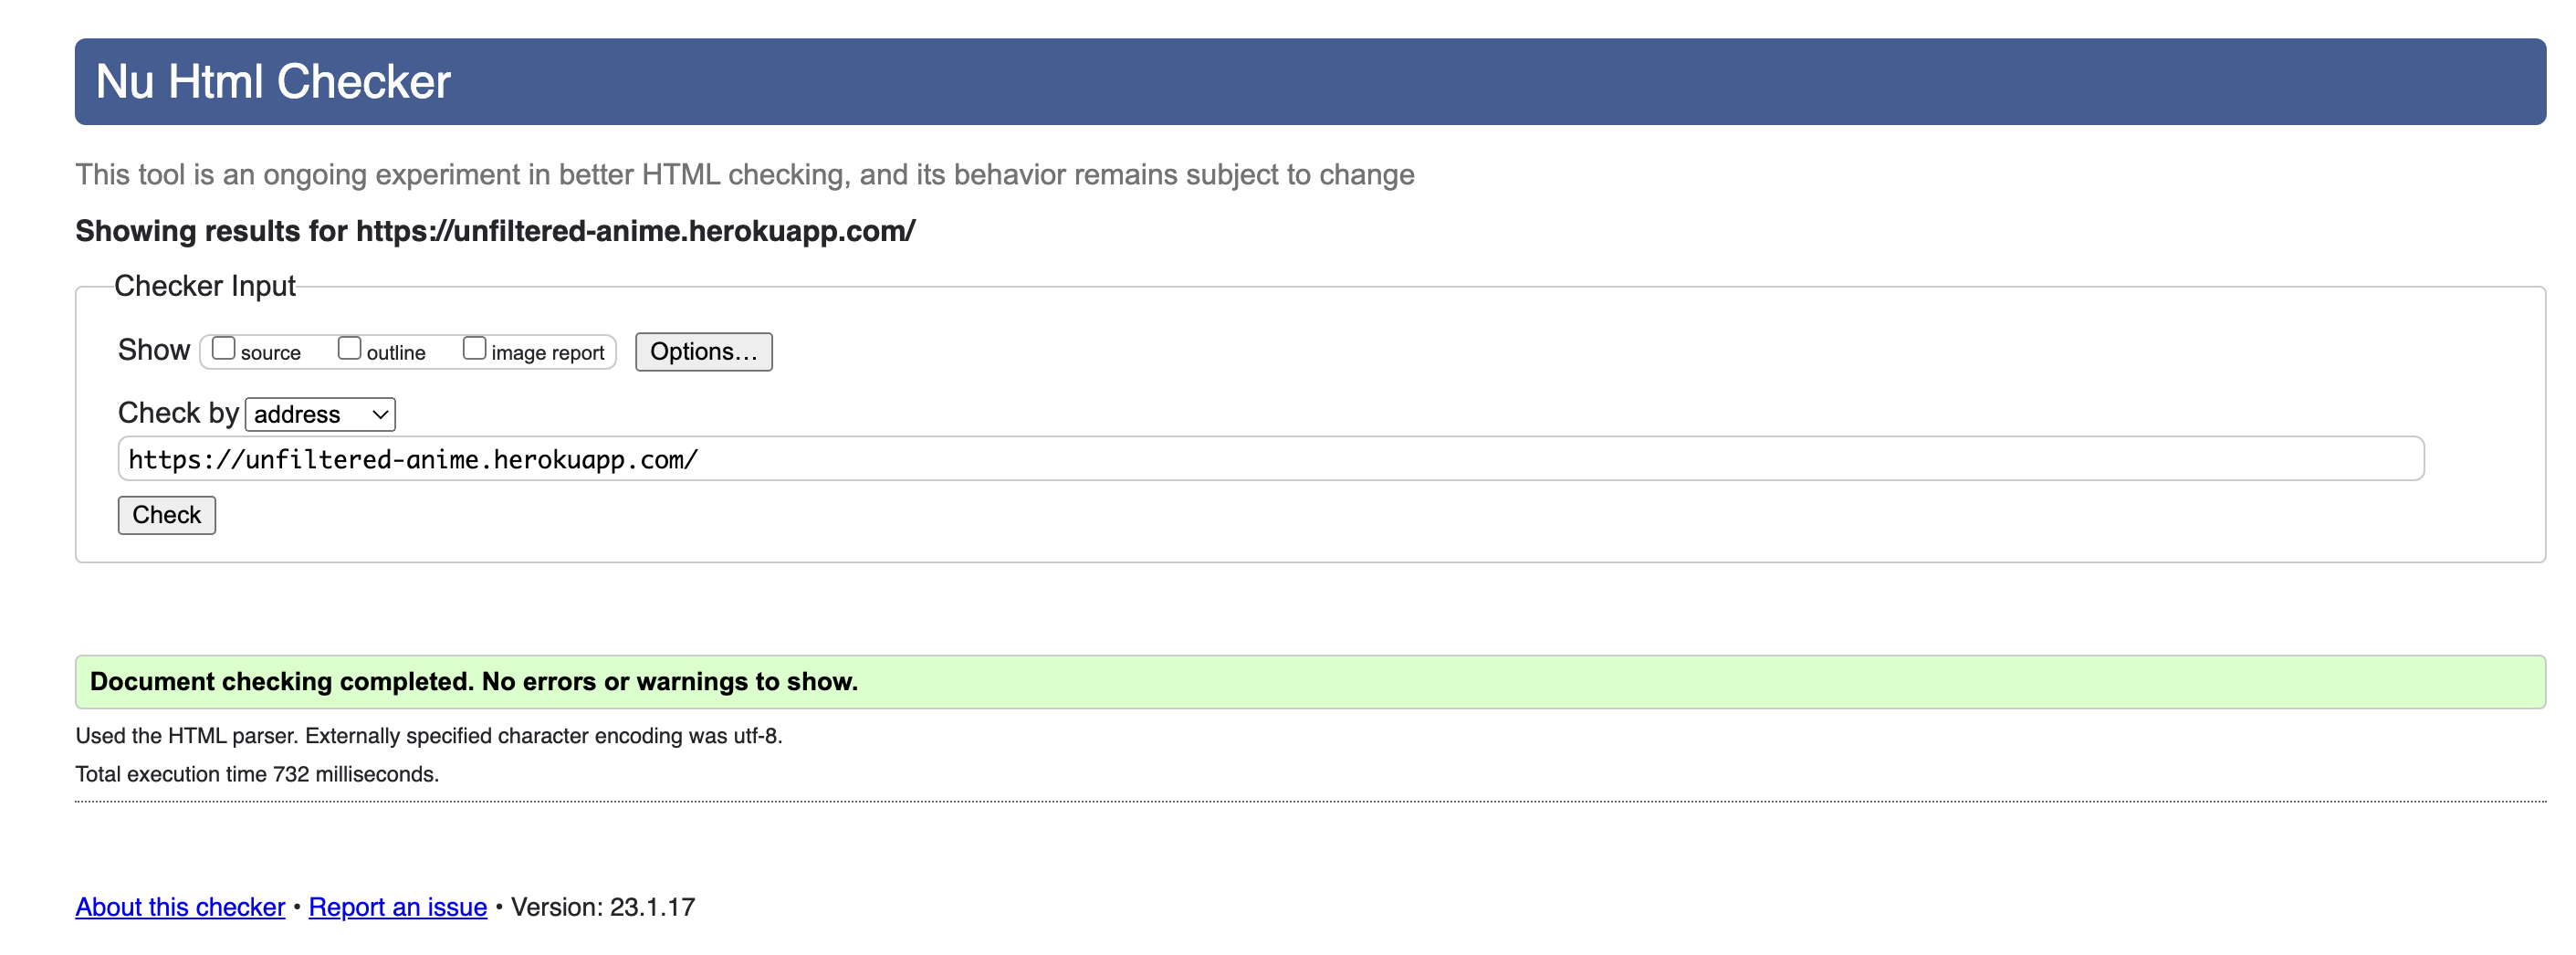 Nu Html Checker
This tool is an ongoing experiment in better HTML checking, and its behavior remains subject to change
Showing results for https://unfiltered-anime.herokuapp.com/
Checker Input
Show source outline image report Options...
Check by address
https://unfiltered-anime.herokuapp.com/
Check
Document checking completed. No errors or warnings to show.
Used the HTML parser. Externally specified character encoding was utf-8.
Total execution time 732 milliseconds.
About this checker • Report an issue • Version: 23.1.17